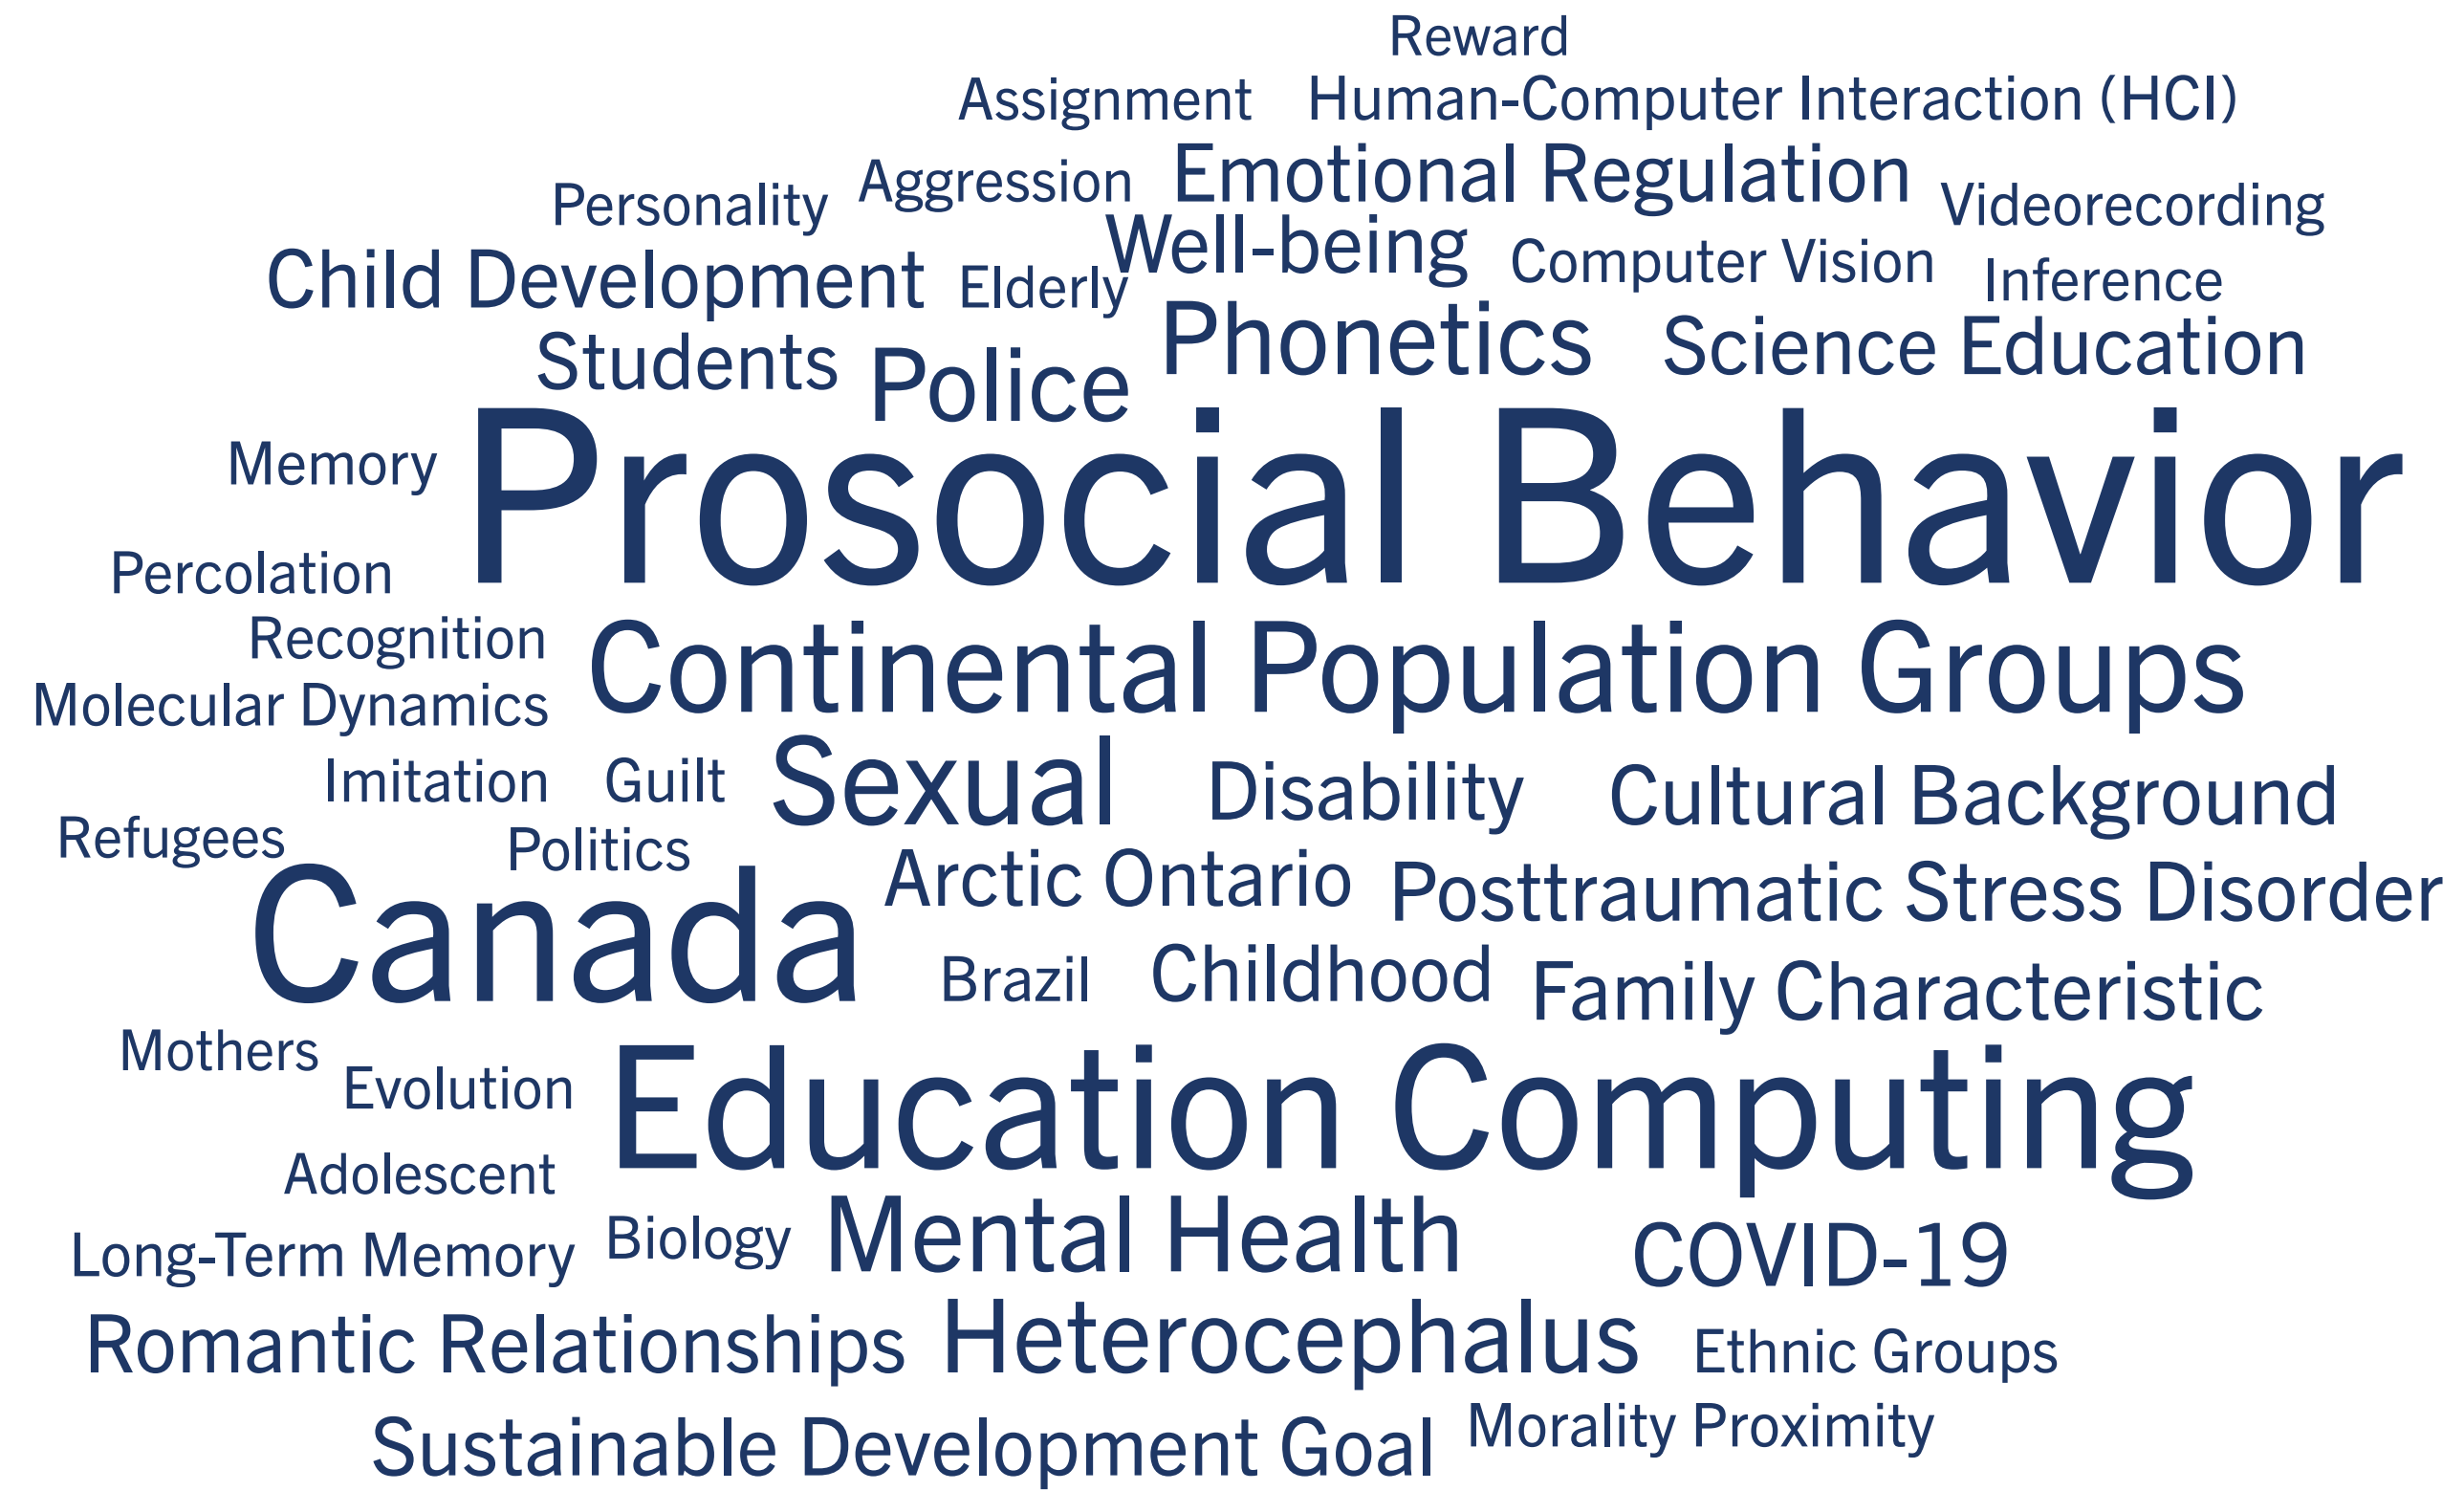 Reward
Assignment
Human-Computer Interaction (HCI)
Personality
Aggression
Emotional Regulation
Videorecording
Child Development
Elderly
Well-being
Computer Vision
Inference
Students
Police
Phonetics
Science Education
Memory
Prosocial Behavior
Percolation
Recognition
Continental Population Groups
Molecular Dynamics
Imitation
Guilt
Sexual
Disability
Cultural Background
Refugees
Politics
Arctic Ontario
Posttraumatic Stress Disorder
Canada
Brazil
Childhood
Family Characteristic
Mothers
Evolution
Education Computing
Adolescent
Long-Term Memory
Biology
Mental Health
COVID-19
Romantic Relationships
Heterocephalus
Ethnic Groups
Sustainable Development Goal
Morality
Proximity